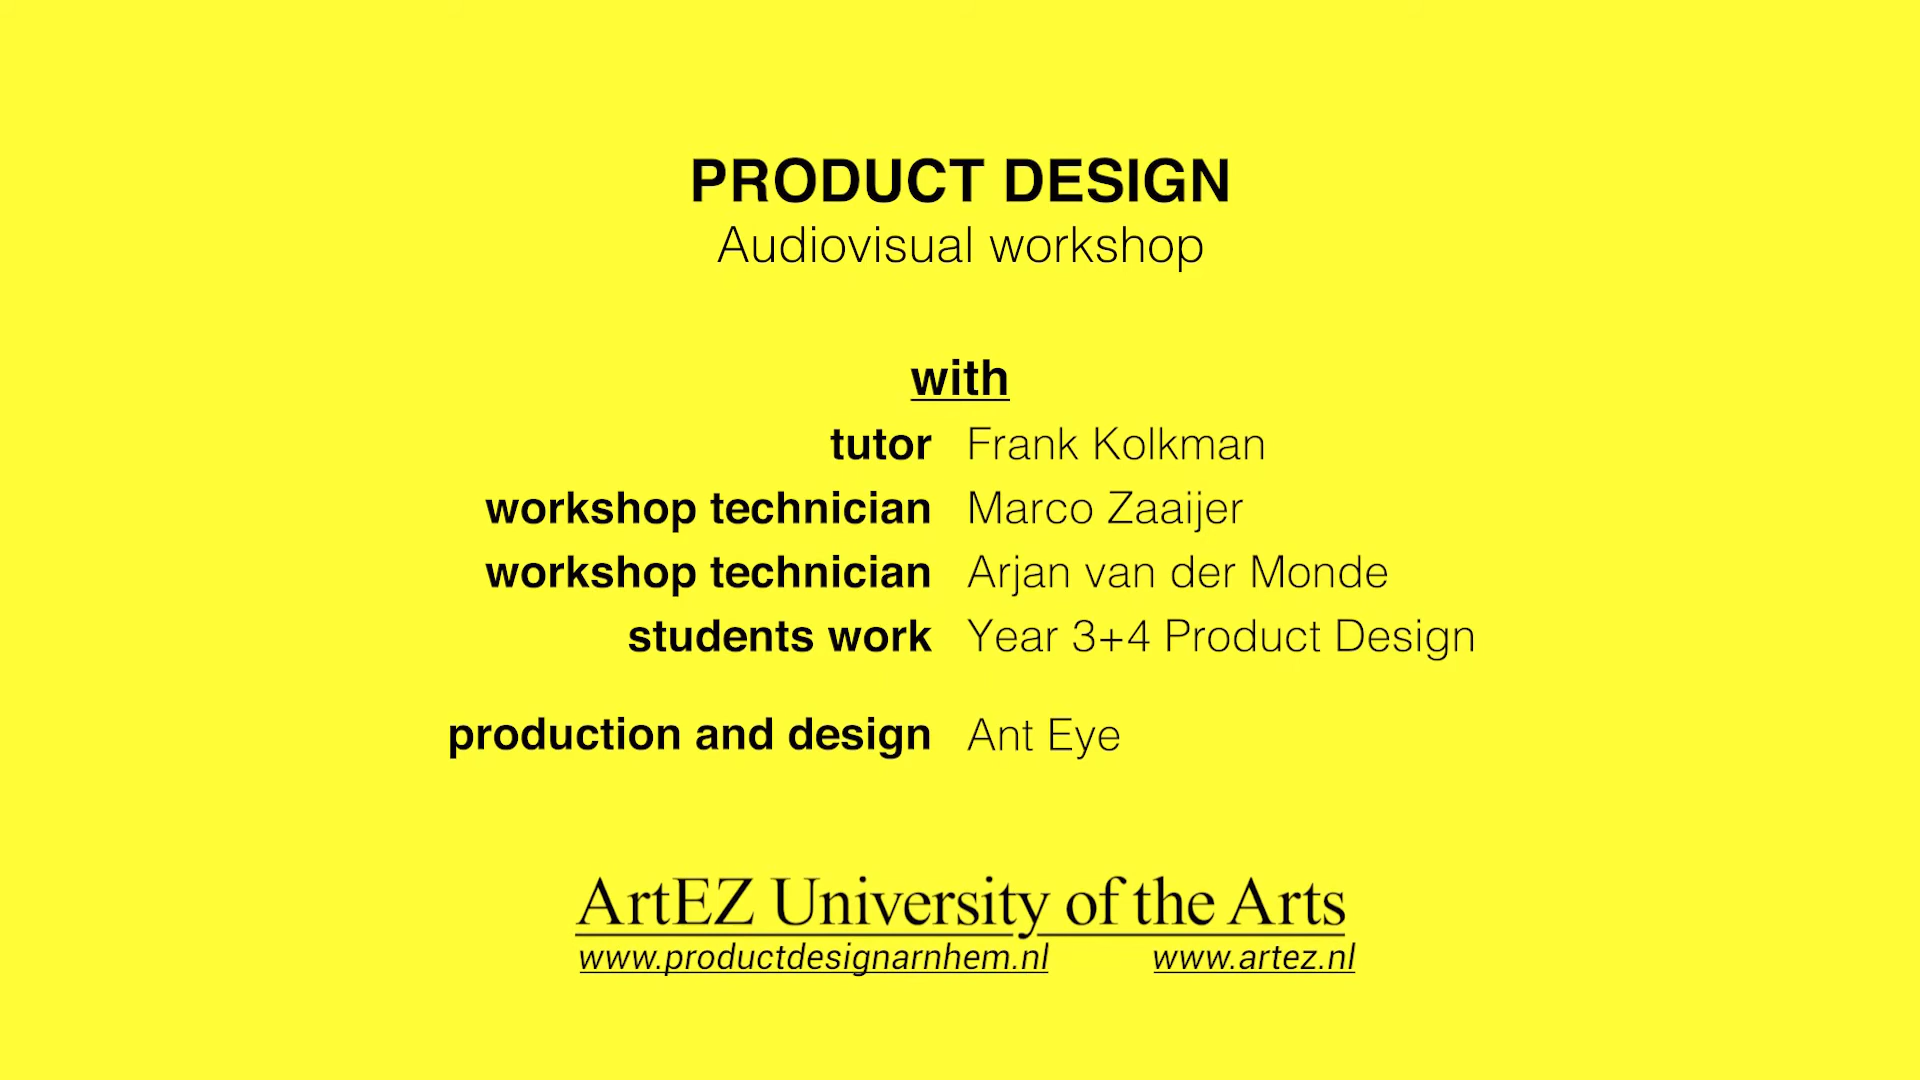 PRODUCT DESIGN
Audiovisual workshop
with
tutor Frank Kolkman
workshop technician Marco Zaaijer
workshop technician Arjan van der Monde
students work Year 3+4 Product Design
production and design Ant Eye
ArtEZ University of the Arts
www.productdesignarnhem.nl www.artez.nl